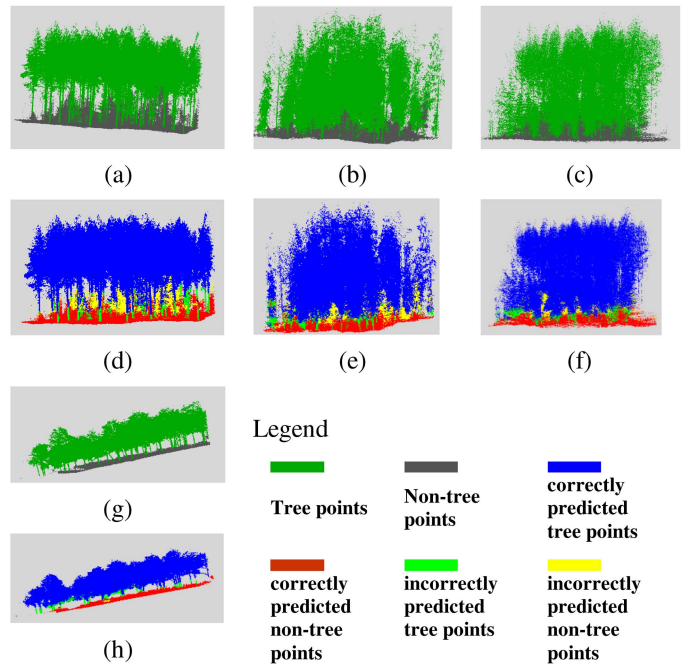 (a)
(b)
(c)
(d)
(e)
(f)
(g)
Legend
Tree points
Non-tree
points
correctly
predicted
tree points
(h)
correctly
predicted
non-tree
points
incorrectly
predicted
tree points
incorrectly
predicted
non-tree
points